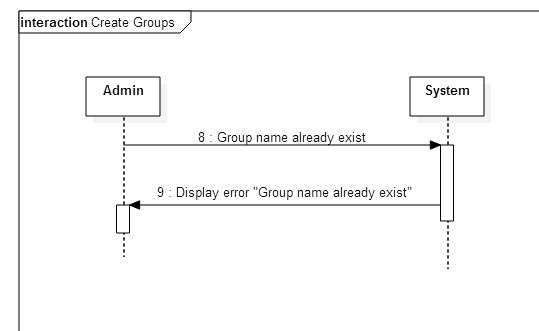 interaction Create Groups
Admin
System
8 : Group name already exist
9 : Display error "Group name already exist"